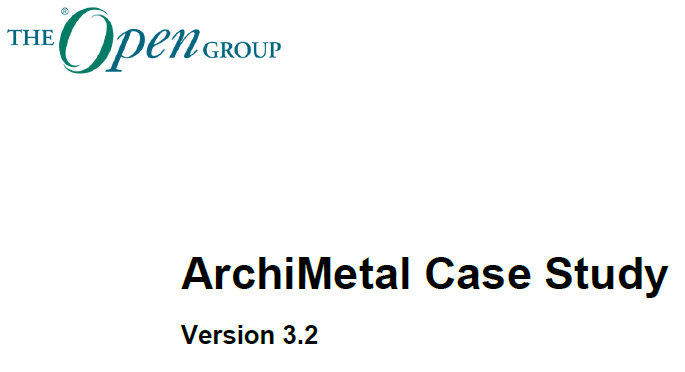 THE Open GROUP
®
ArchiMetal Case Study
Version 3.2